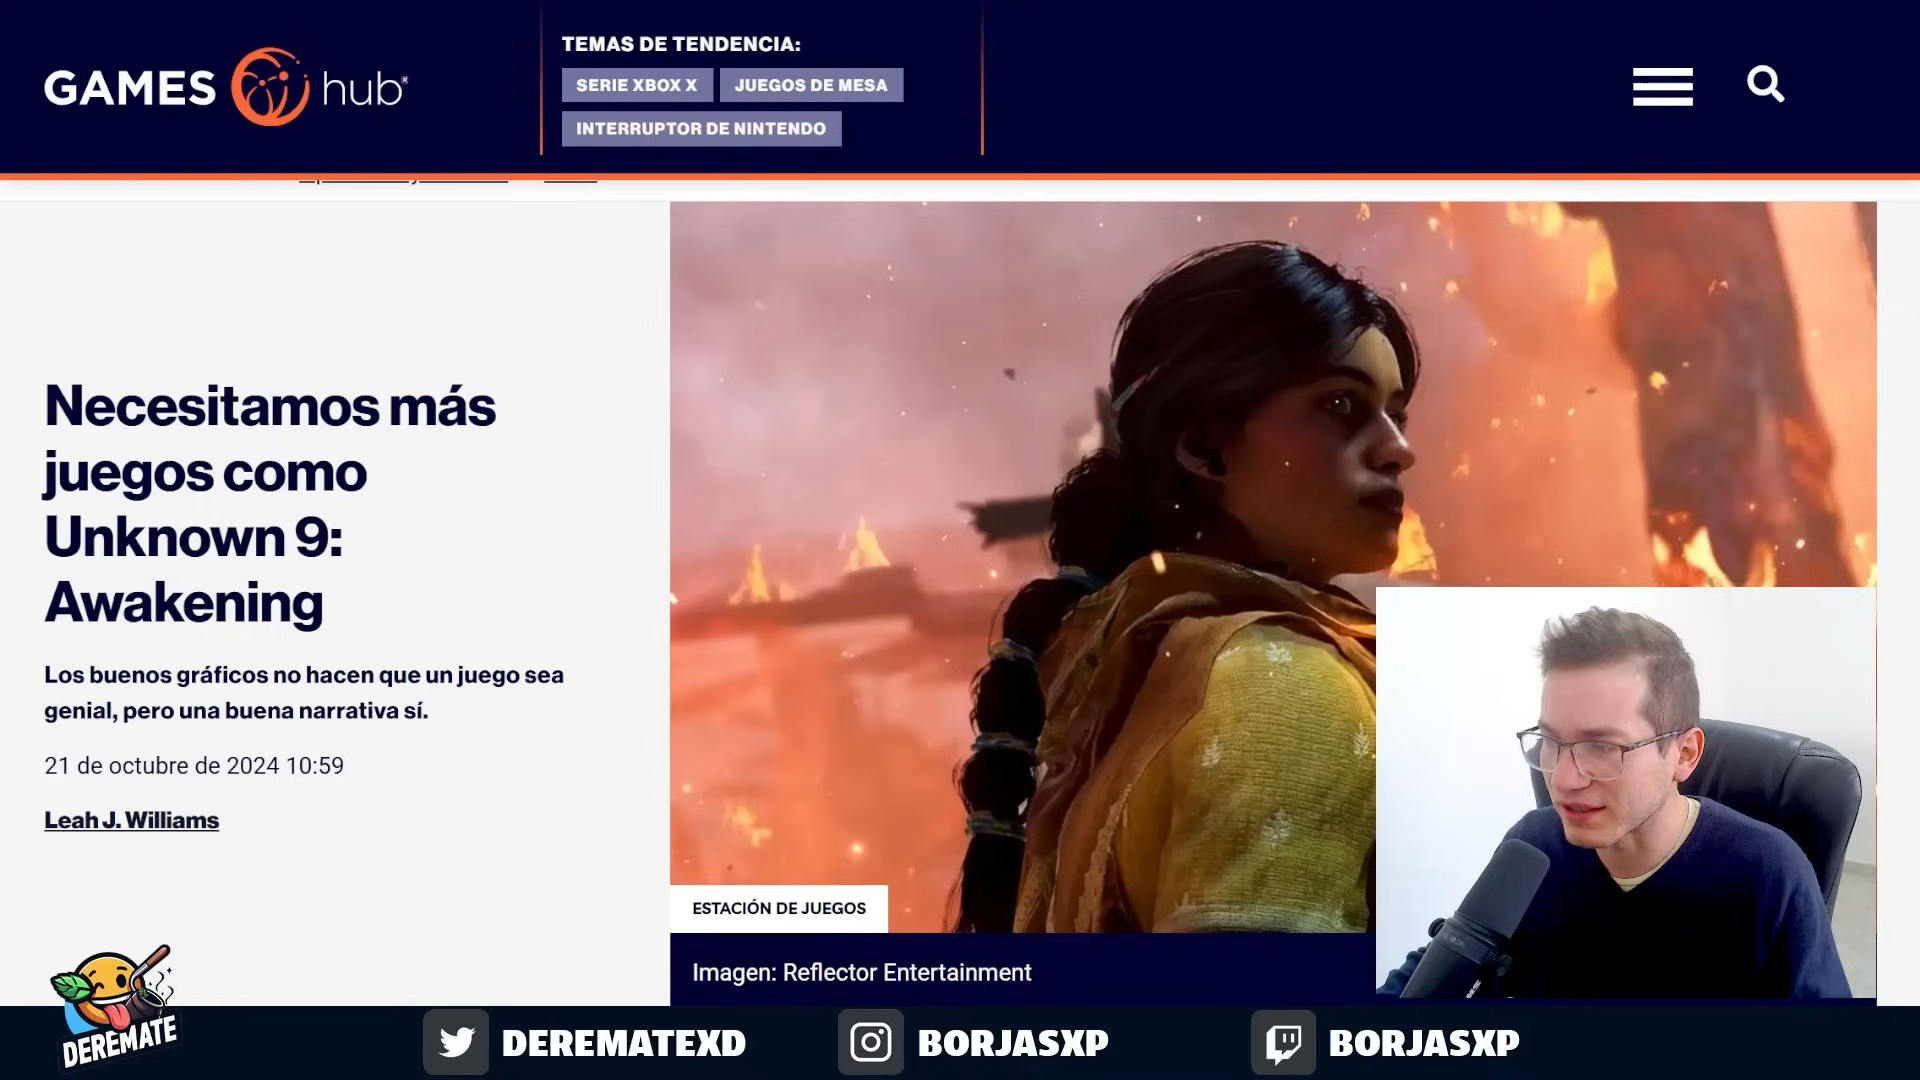 GAMES hub
TEMAS DE TENDENCIA:
SERIE XBOX X
JUEGOS DE MESA
INTERRUPTOR DE NINTENDO
Necesitamos más
juegos como
Unknown 9:
Awakening
Los buenos gráficos no hacen que un juego sea
genial, pero una buena narrativa sí.
21 de octubre de 2024 10:59
Leah J. Williams
ESTACIÓN DE JUEGOS
Imagen: Reflector Entertainment
DEREMATE
DEREMATEXD
BORJASXP
BORJASXP